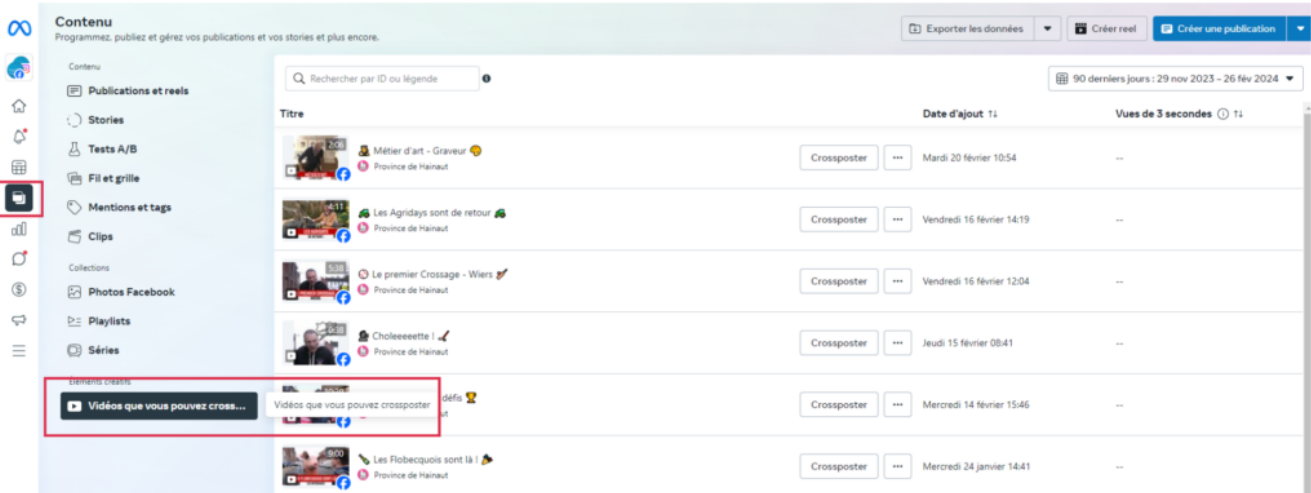 Contenu
Programmez, publiez et gérez vos publications et vos stories et plus encore.
Exporter les données
Créer reel
Créer une publication
Contenu
Publications et reels
Stories
Tests A/B
Fil et grille
Mentions et tags
Clips
Collections
Photos Facebook
Playlists
Séries
Éléments créatifs
Vidéos que vous pouvez cross...
Vidéos que vous pouvez crossposter
Rechercher par ID ou légende
90 derniers jours : 29 nov 2023 - 26 fév 2024
Titre Date d'ajout Vues de 3 secondes
2:06 Métier d'art - Graveur
Province de Hainaut
Crossposter ... Mardi 20 février 10:54 --
4:11 Les Agridays sont de retour
Province de Hainaut
Crossposter ... Vendredi 16 février 14:19 --
5:38 Le premier Crossage - Wiers
Province de Hainaut
Crossposter ... Vendredi 16 février 12:04 --
Choleeeeette !
Province de Hainaut
Crossposter ... Jeudi 15 février 08:41 --
défis
ut
Crossposter ... Mercredi 14 février 15:46 --
9:00 Les Flobecquois sont là !
Province de Hainaut
Crossposter ... Mercredi 24 janvier 14:41 --